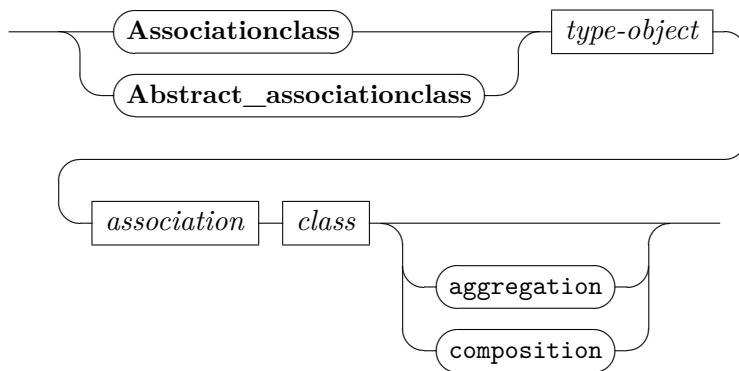 Associationclass
type-object
Abstract_associationclass
association class
aggregation
composition